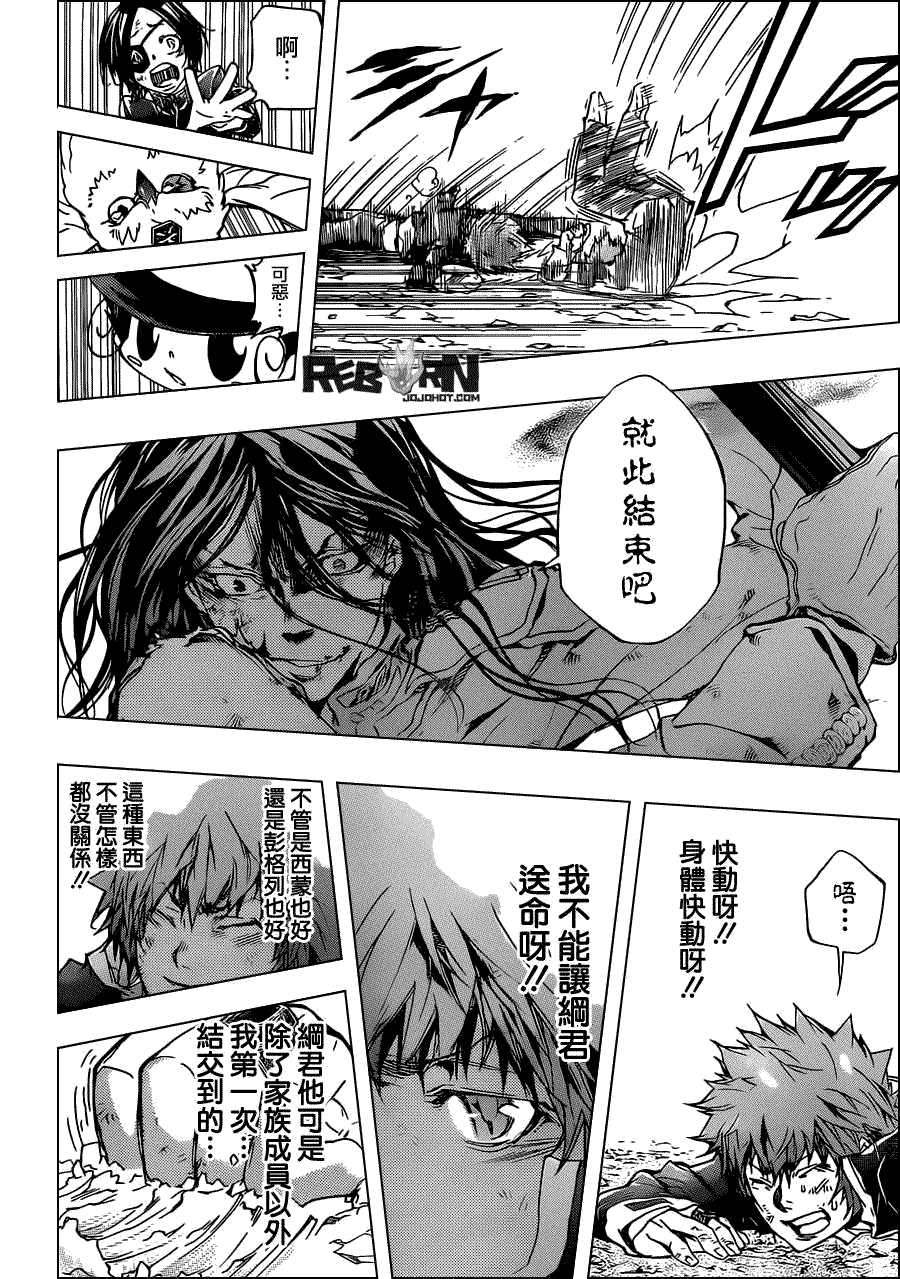 ドドドン
啊…
可惡…
REBORN
JOJOHOT.COM
就此結束吧
唔…
快動呀!!
身體快動呀!!
我不能讓綱君
送命呀!!
不管是西蒙也好
還是彭格列也好
這種東西
不管怎樣
都沒關係!!
綱君他可是
除了家族成員以外
我第一次…
結交到的…